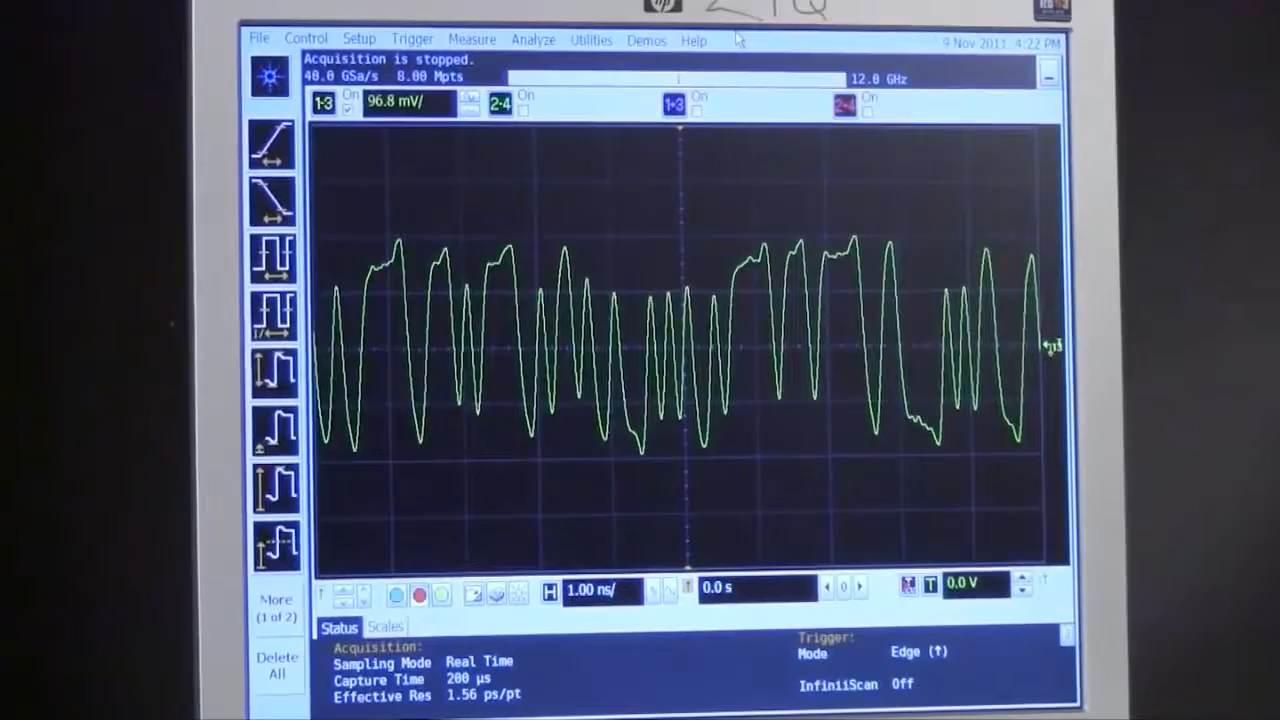 hp
File Control Setup Trigger Measure Analyze Utilities Demos Help
9 Nov 2011 4:22 PM
Acquisition is stopped.
40.0 GSa/s 8.00 Mpts
12.0 GHz
1-3 On 96.8 mV/ 2-4 On 1+3 On 2+4 On
H 1.00 ns/ 0.0 s 0 T 0.0 V
More
(1 of 2)
Delete
All
Status Scales
Acquisition:
Sampling Mode Real Time
Capture Time 200 µs
Effective Res 1.56 ps/pt
Trigger:
Mode Edge (↑)
InfiniiScan Off